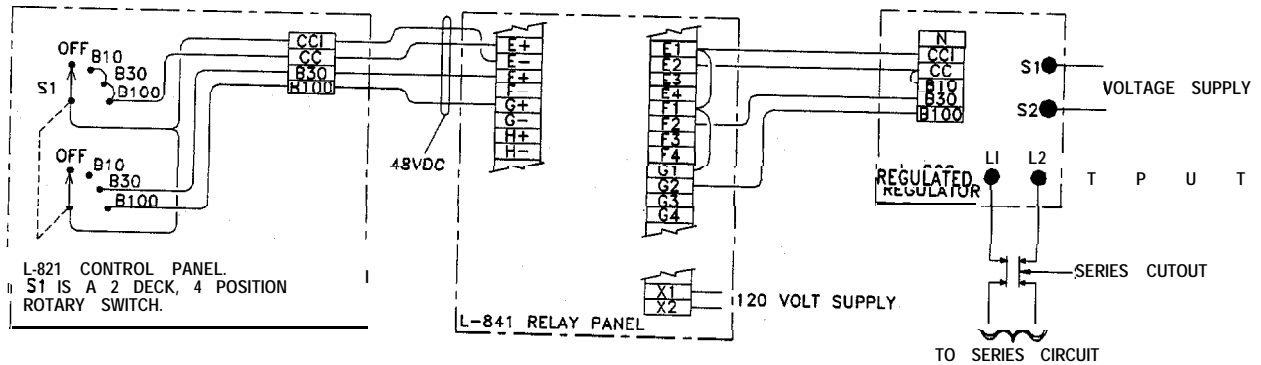 OFF
B10
B30
B100
S1
OFF
B10
B30
B100
L-821 CONTROL PANEL.
S1 IS A 2 DECK, 4 POSITION
ROTARY SWITCH.
CCI
CC
B30
B100
48VDC
E+
E-
F+
F-
G+
G-
H+
H-
E1
E2
E3
E4
F1
F2
F3
F4
G1
G2
G3
G4
X1
X2
120 VOLT SUPPLY
L-841 RELAY PANEL
N
CCI
CC
B10
B30
B100
S1
S2
VOLTAGE SUPPLY
L1
L2
REGULATED
REGULATOR
T P U T
SERIES CUTOUT
TO SERIES CIRCUIT